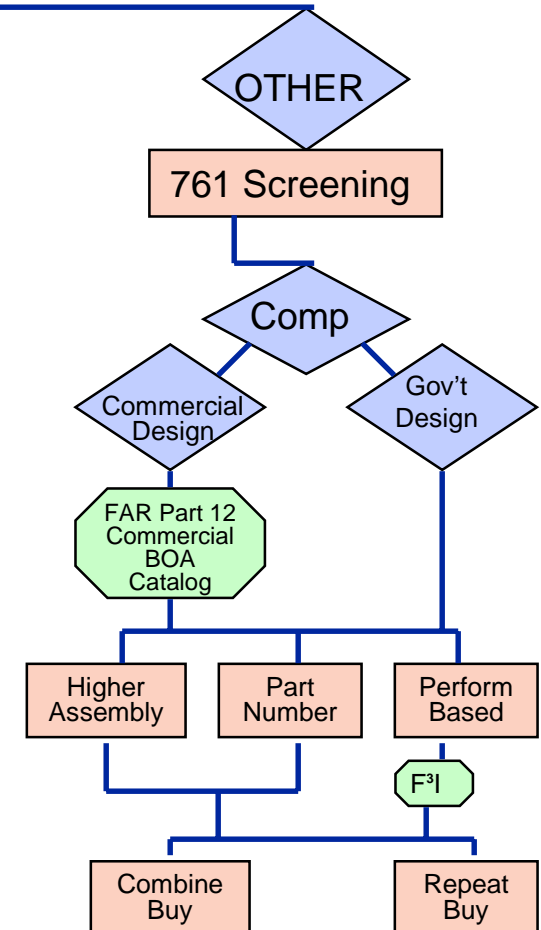 OTHER
761 Screening
Comp
Commercial
Design
Gov't
Design
FAR Part 12
Commercial
BOA
Catalog
Higher
Assembly
Part
Number
Perform
Based
F³I
Combine
Buy
Repeat
Buy